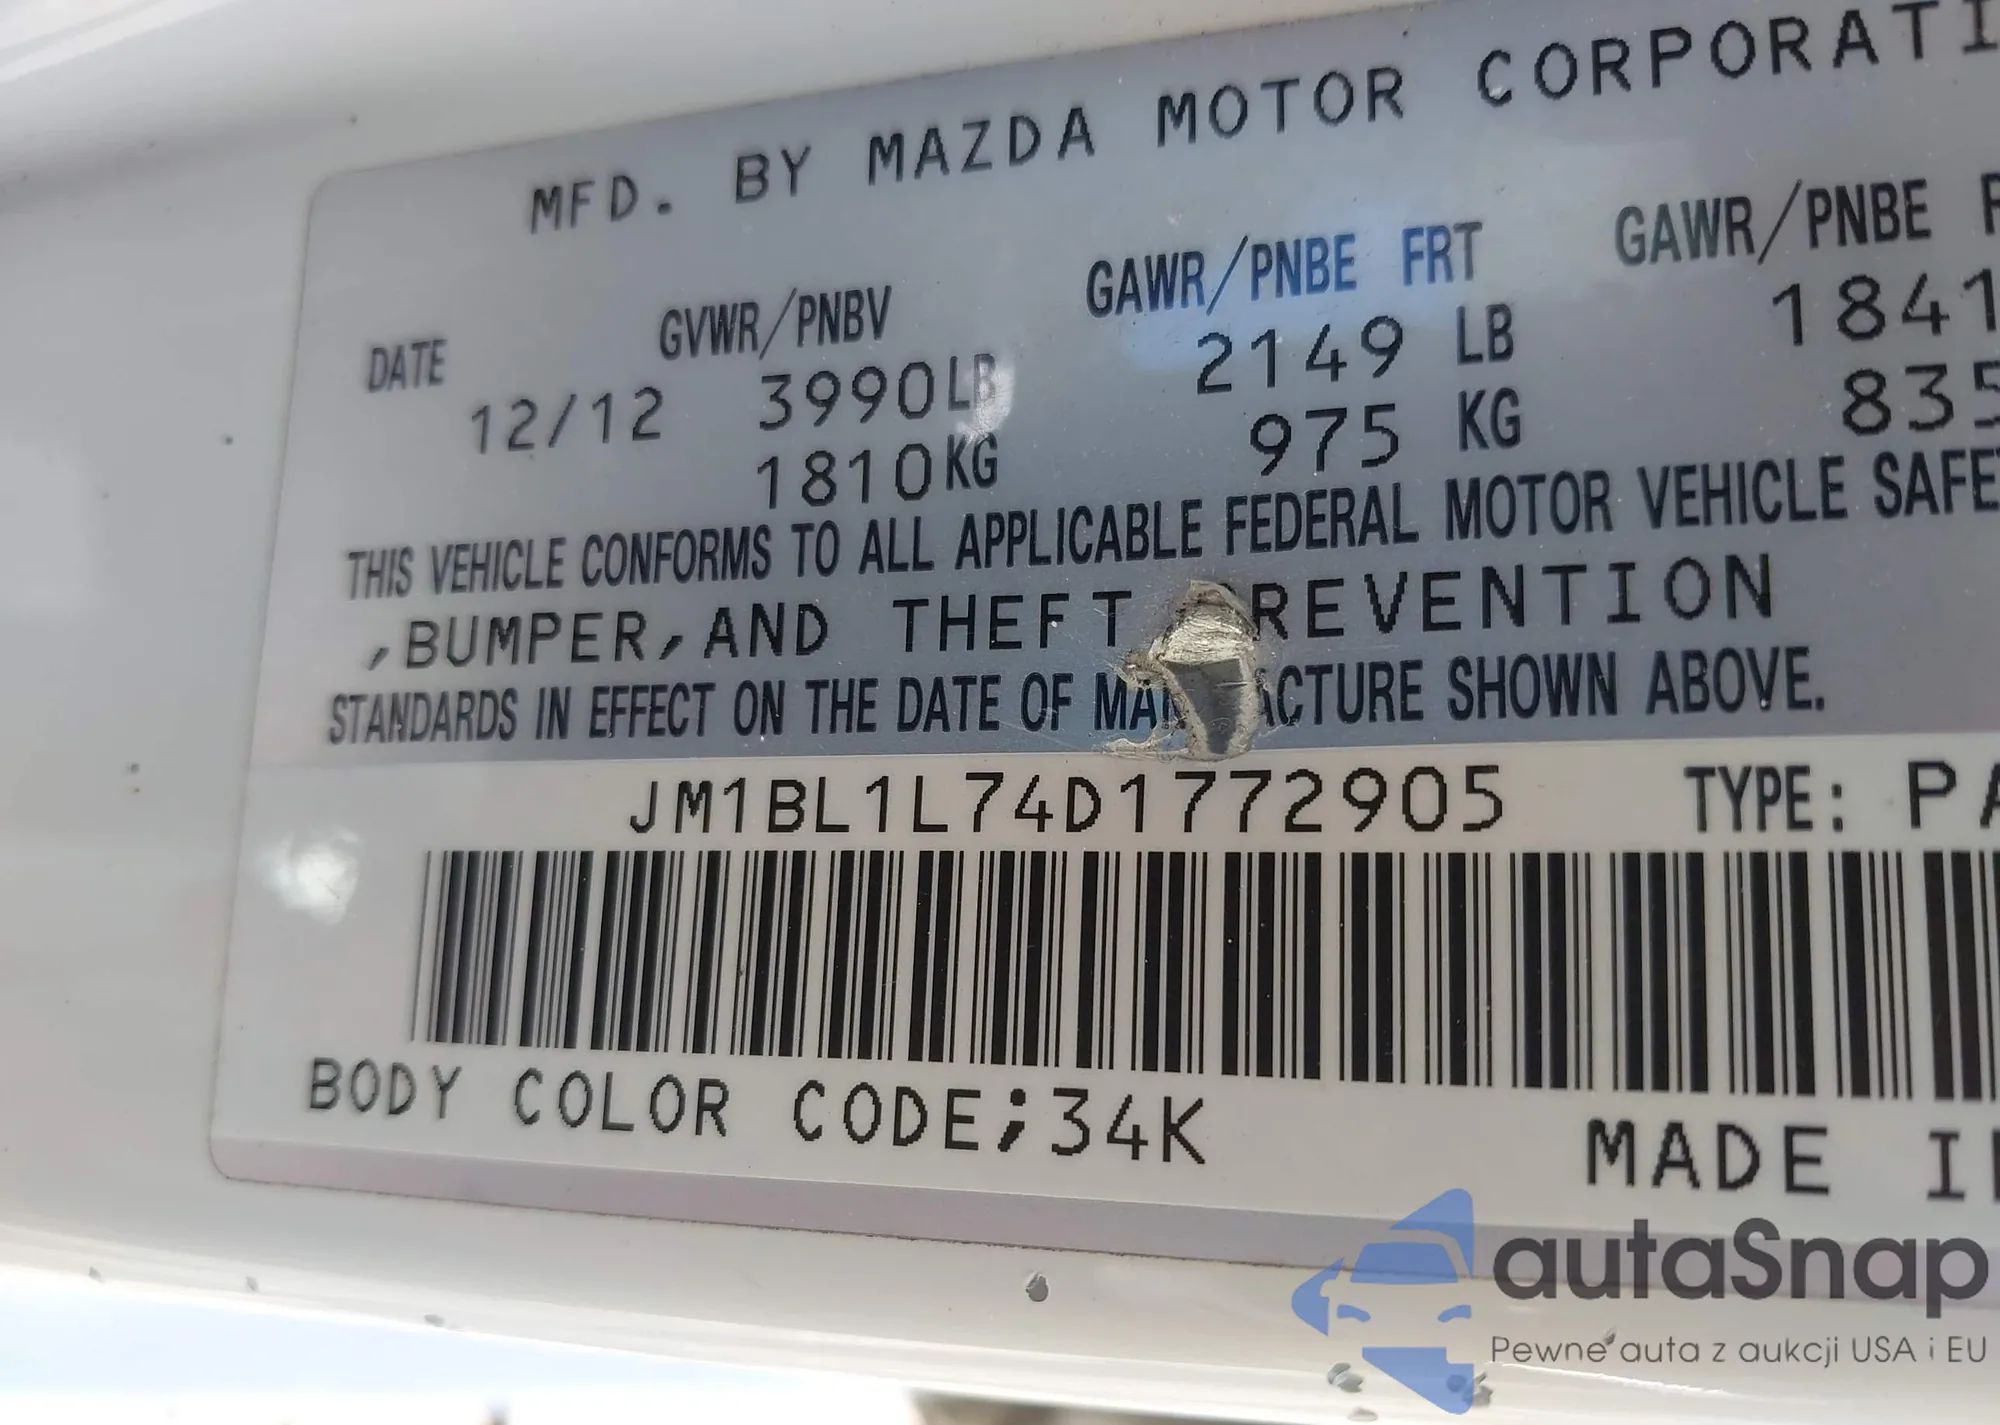 MFD. BY MAZDA MOTOR CORPORATI
DATE GVWR/PNBV GAWR/PNBE FRT GAWR/PNBE
12/12 3990LB 2149 LB 1841
1810KG 975 KG 835
THIS VEHICLE CONFORMS TO ALL APPLICABLE FEDERAL MOTOR VEHICLE SAFE
,BUMPER,AND THEFT REVENTION
STANDARDS IN EFFECT ON THE DATE OF MAN ACTURE SHOWN ABOVE.
JM1BL1L74D1772905 TYPE: PA
BODY COLOR CODE;34K
MADE I
autaSnap
Pewne auta z aukcji USA i EU